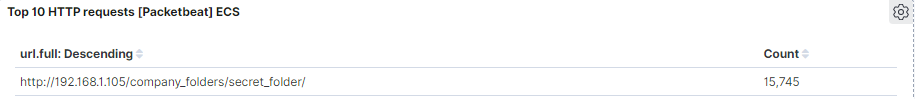 Top 10 HTTP requests [Packetbeat] ECS
url.full: Descending Count
http://192.168.1.105/company_folders/secret_folder/ 15,745